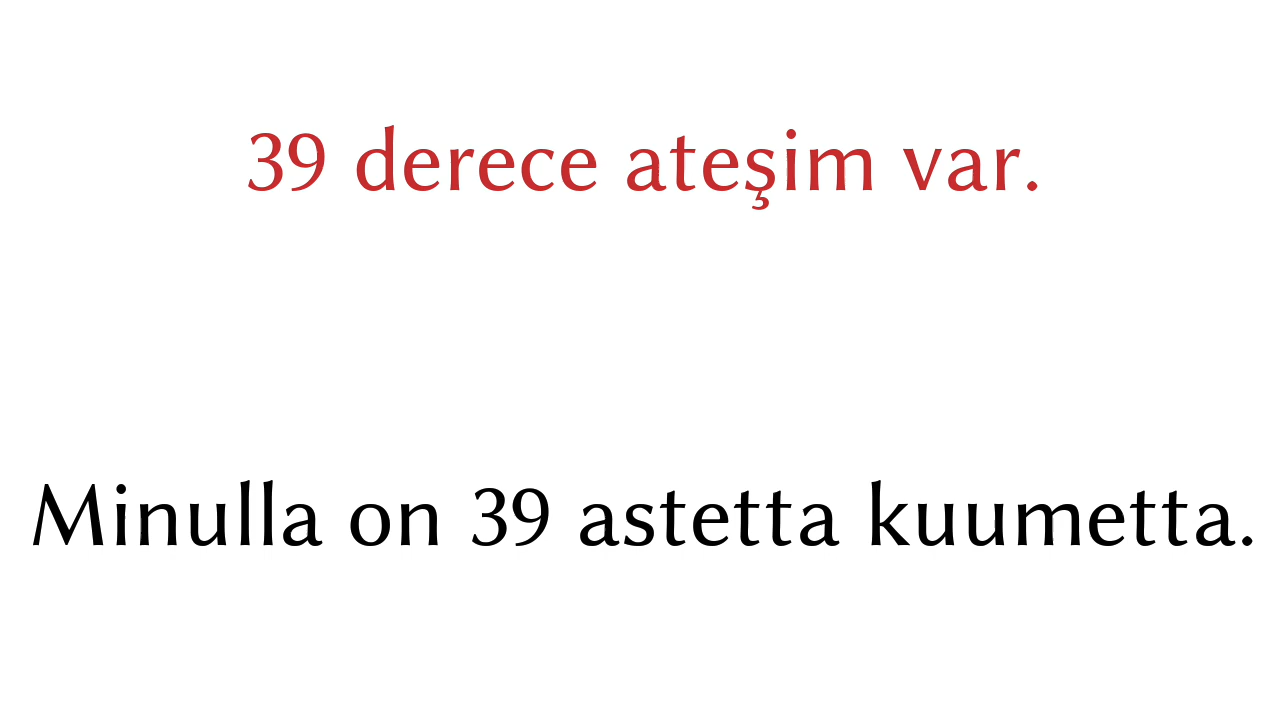 39 derece ateşim var.
Minulla on 39 astetta kuumetta.